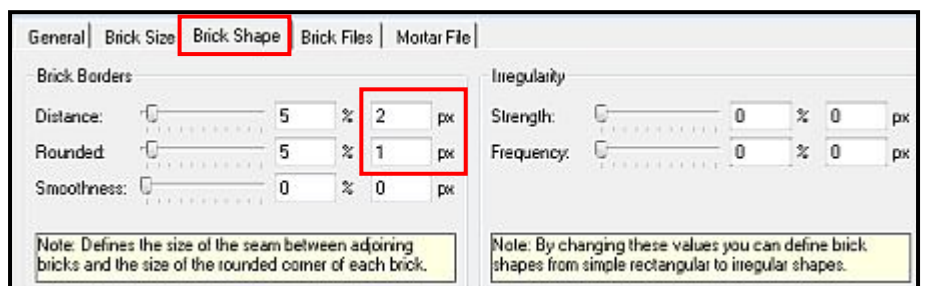 General Brick Size Brick Shape Brick Files Mortar File
Brick Borders Irregularity
Distance: 5 % 2 px Strength: 0 % 0 px
Rounded: 5 % 1 px Frequency: 0 % 0 px
Smoothness: 0 % 0 px
Note: Defines the size of the seam between adjoining Note: By changing these values you can define brick
bricks and the size of the rounded corner of each brick. shapes from simple rectangular to irregular shapes.